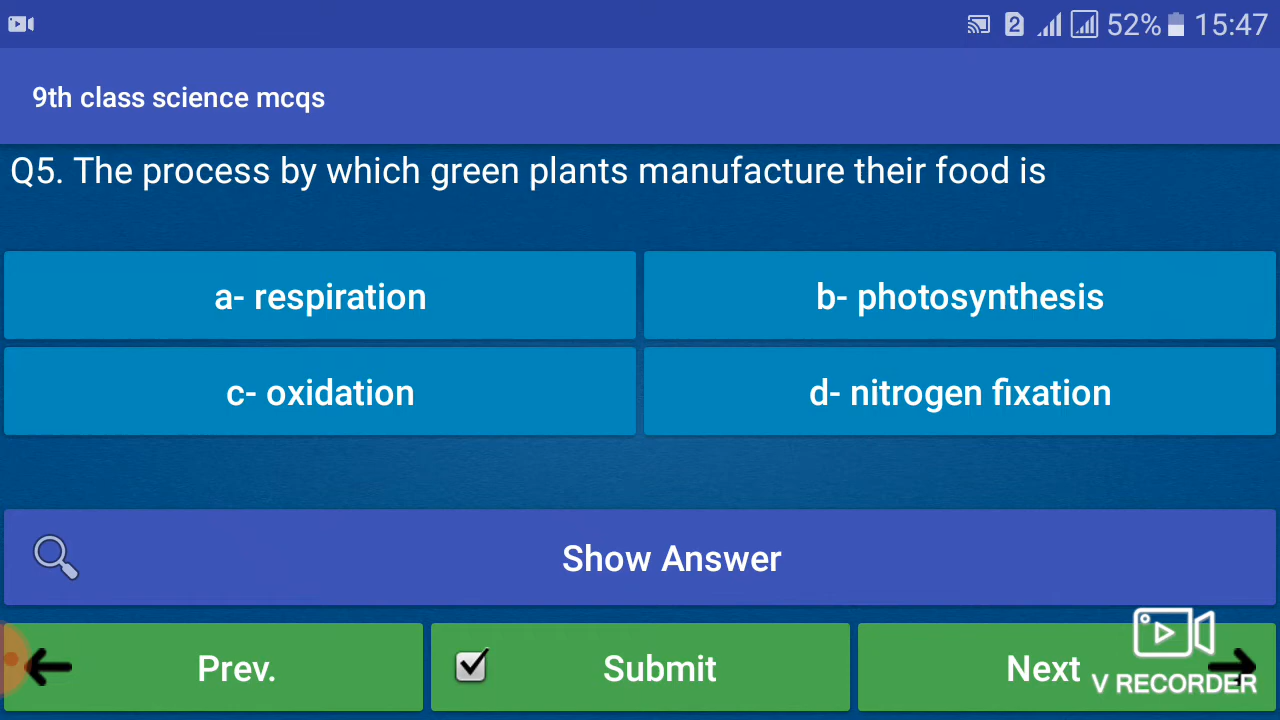 2 52% 15:47
9th class science mcqs
Q5. The process by which green plants manufacture their food is
a- respiration
b- photosynthesis
c- oxidation
d- nitrogen fixation
Show Answer
Prev.
Submit
Next
V RECORDER